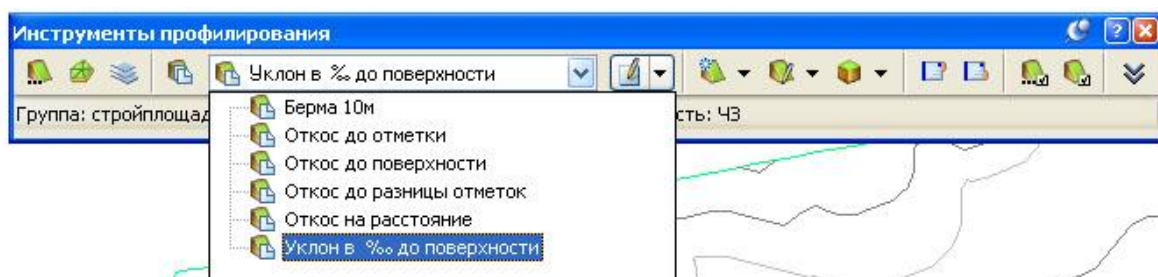 Инструменты профилирования
Уклон в ‰ до поверхности
Группа: стройплощад
сть: ЧЗ
Берма 10м
Откос до отметки
Откос до поверхности
Откос до разницы отметок
Откос на расстояние
Уклон в ‰ до поверхности